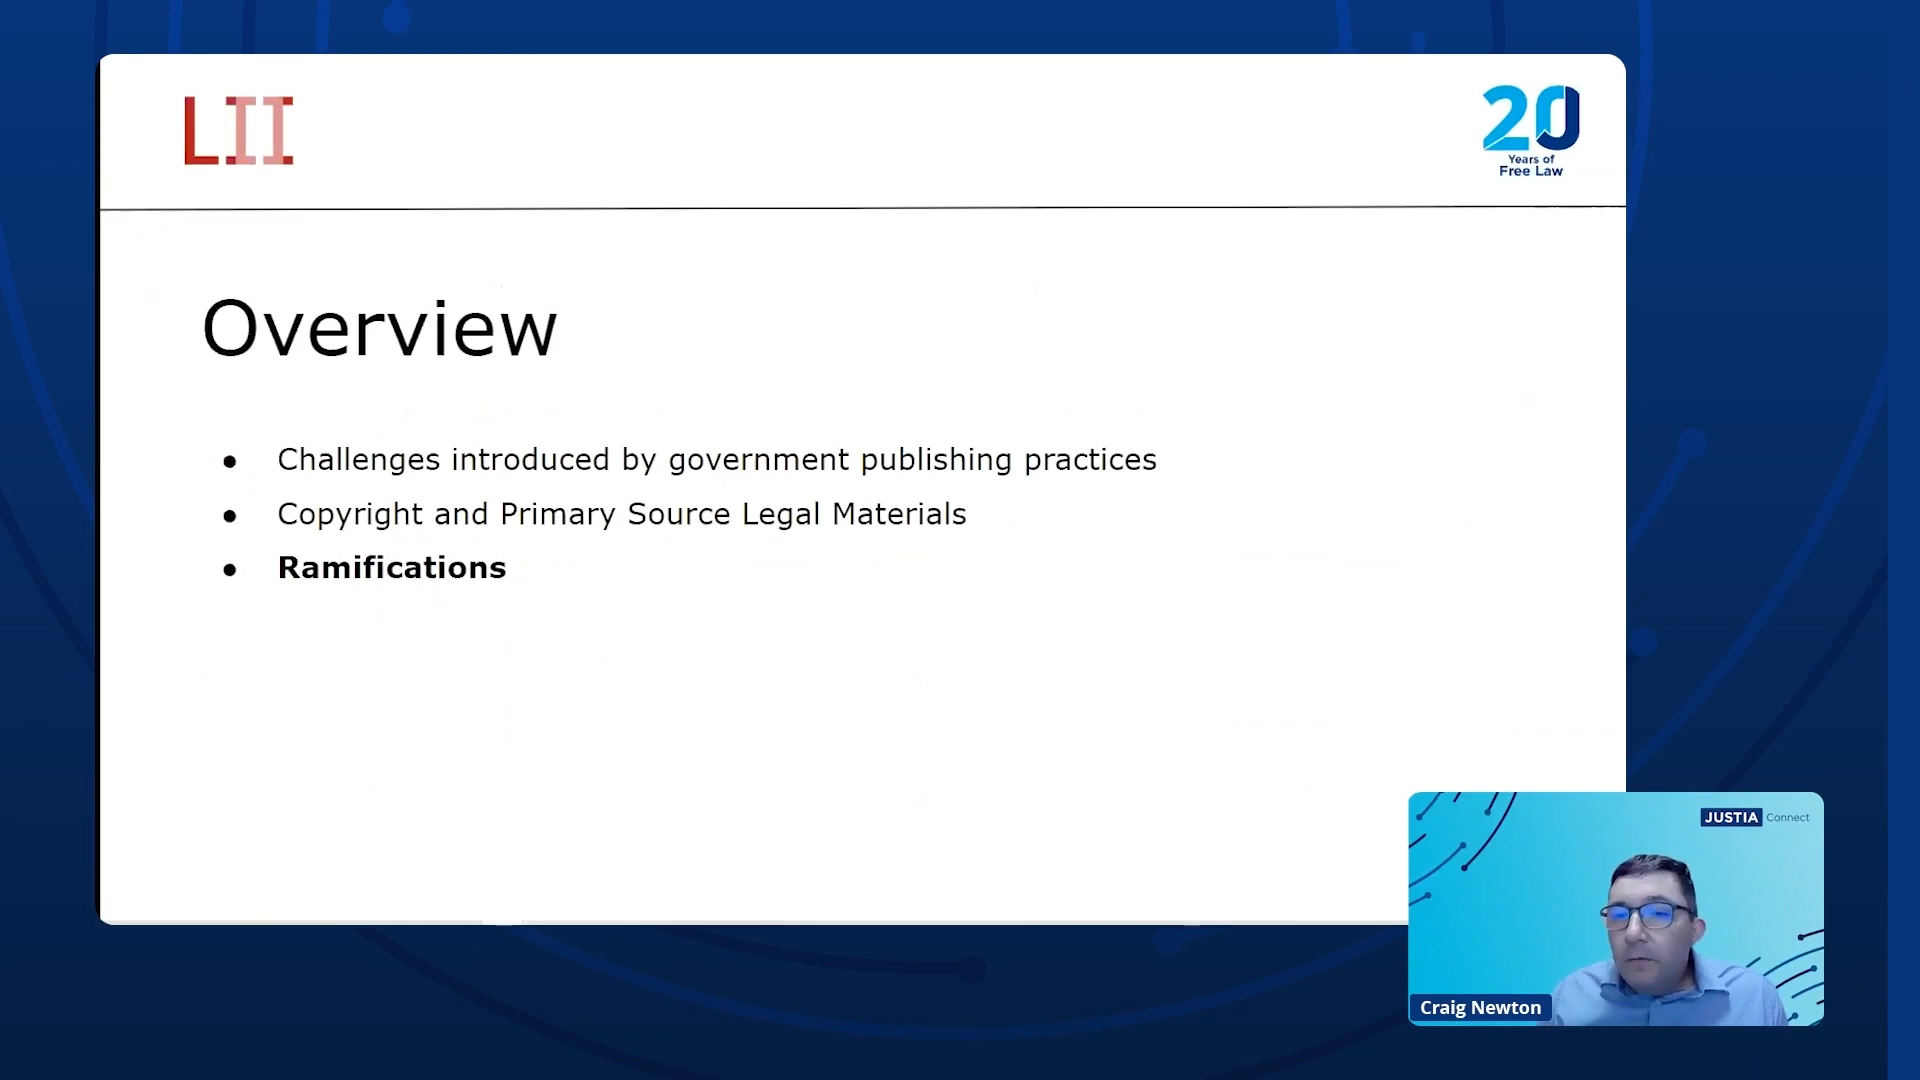 LII
20
Years of
Free Law
Overview
● Challenges introduced by government publishing practices
● Copyright and Primary Source Legal Materials
● Ramifications
JUSTIA Connect
Craig Newton